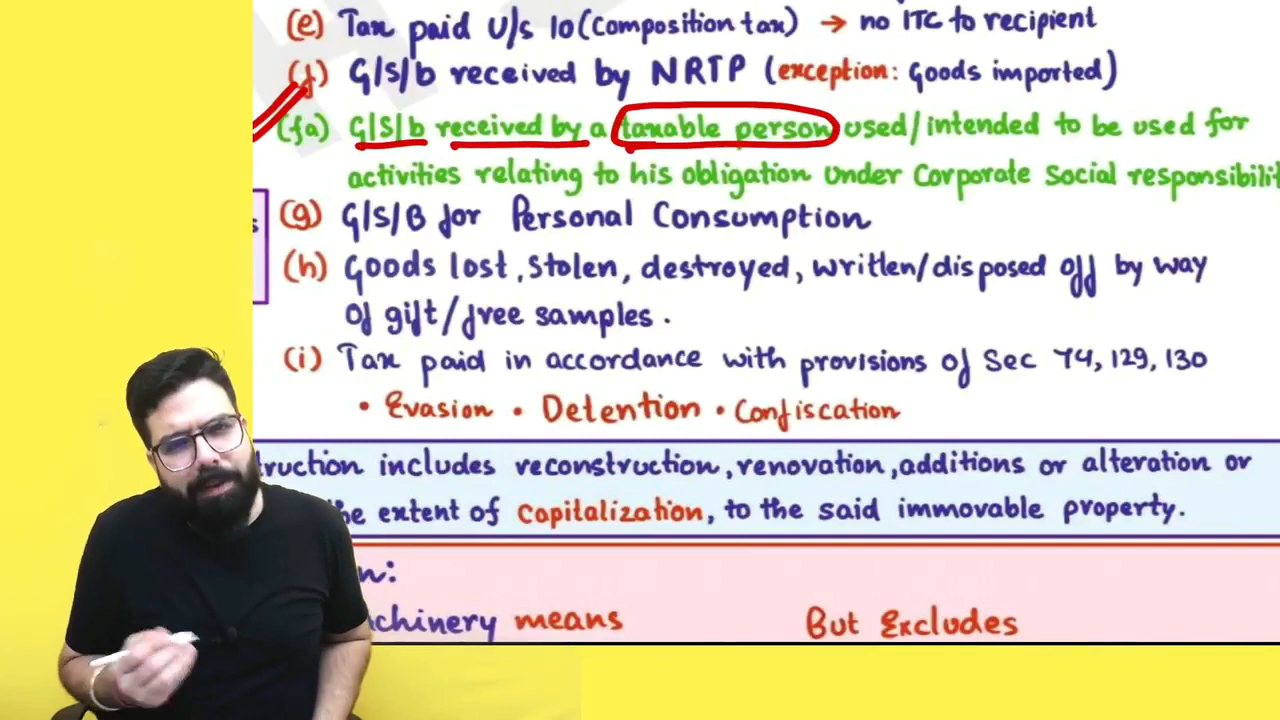 (e) Tax paid U/s 10(Composition tax) → no ITC to recipient
(f) G/S/b received by NRTP (exception: Goods imported)
(fa) G/S/b received by a taxable person used/intended to be used for
activities relating to his obligation under Corporate Social responsibilit
(g) G/S/B for Personal Consumption
(h) Goods lost, Stolen, destroyed, written/disposed off by way
of gift/free samples.
(i) Tax paid in accordance with provisions of Sec 74, 129, 130
• Evasion • Detention • Confiscation
truction includes reconstruction, renovation, additions or alteration or
he extent of capitalization, to the said immovable property.
n:
chinery means But Excludes